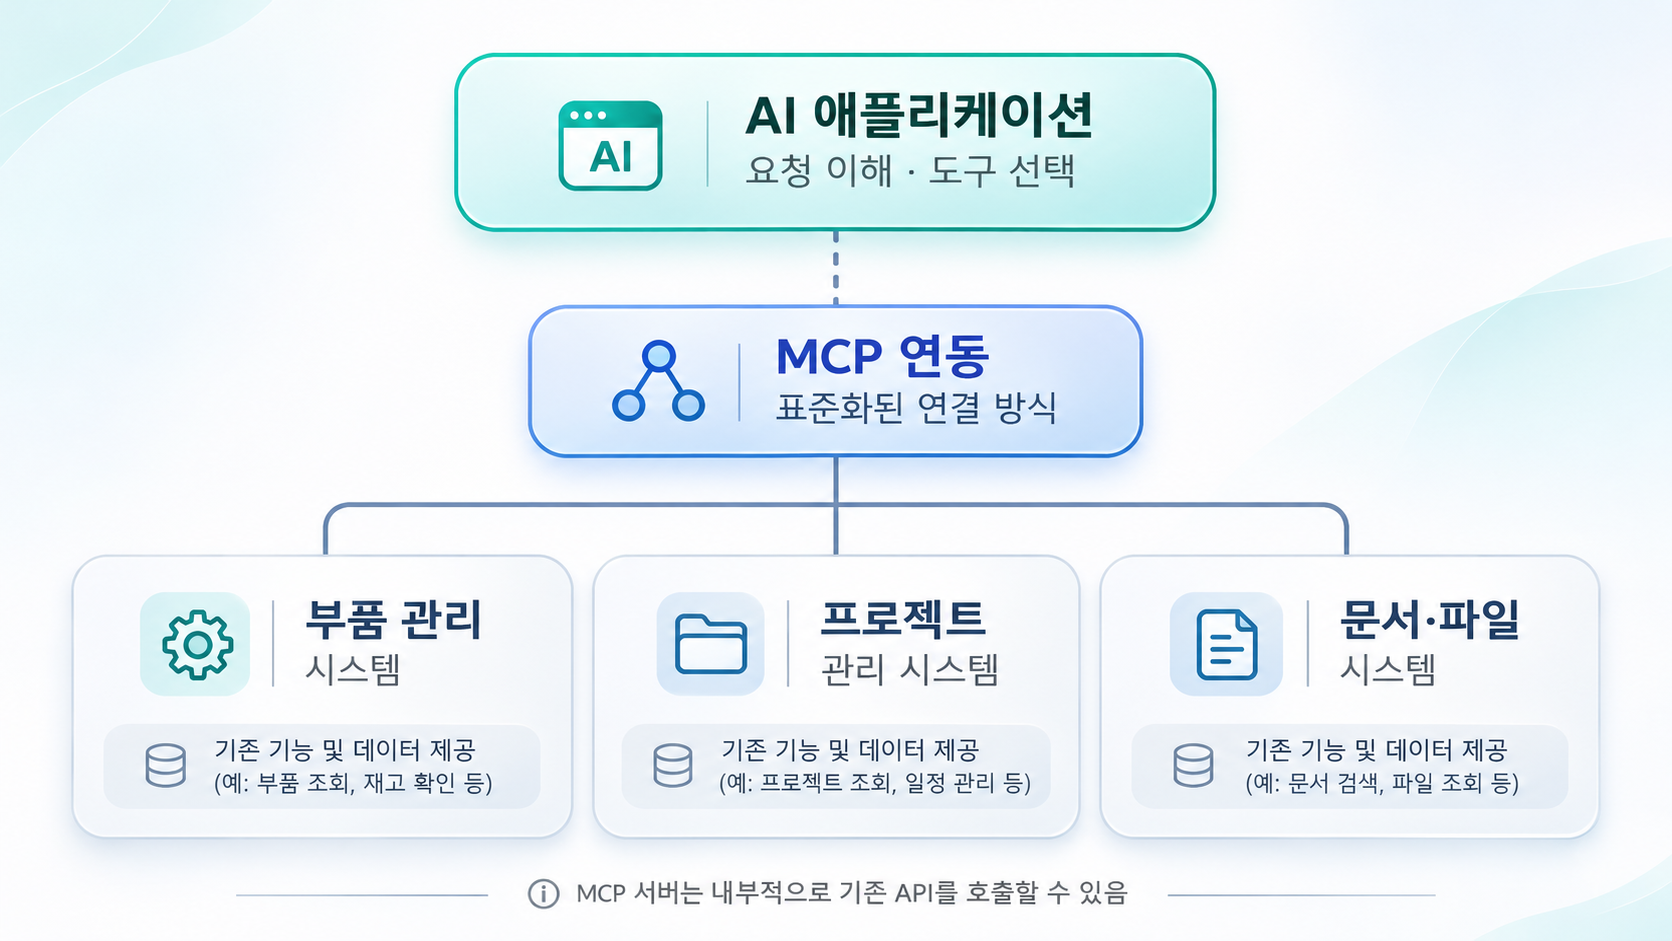 AI
AI 애플리케이션
요청 이해 · 도구 선택
MCP 연동
표준화된 연결 방식
부품 관리
시스템
기존 기능 및 데이터 제공
(예: 부품 조회, 재고 확인 등)
프로젝트
관리 시스템
기존 기능 및 데이터 제공
(예: 프로젝트 조회, 일정 관리 등)
문서·파일
시스템
기존 기능 및 데이터 제공
(예: 문서 검색, 파일 조회 등)
MCP 서버는 내부적으로 기존 API를 호출할 수 있음